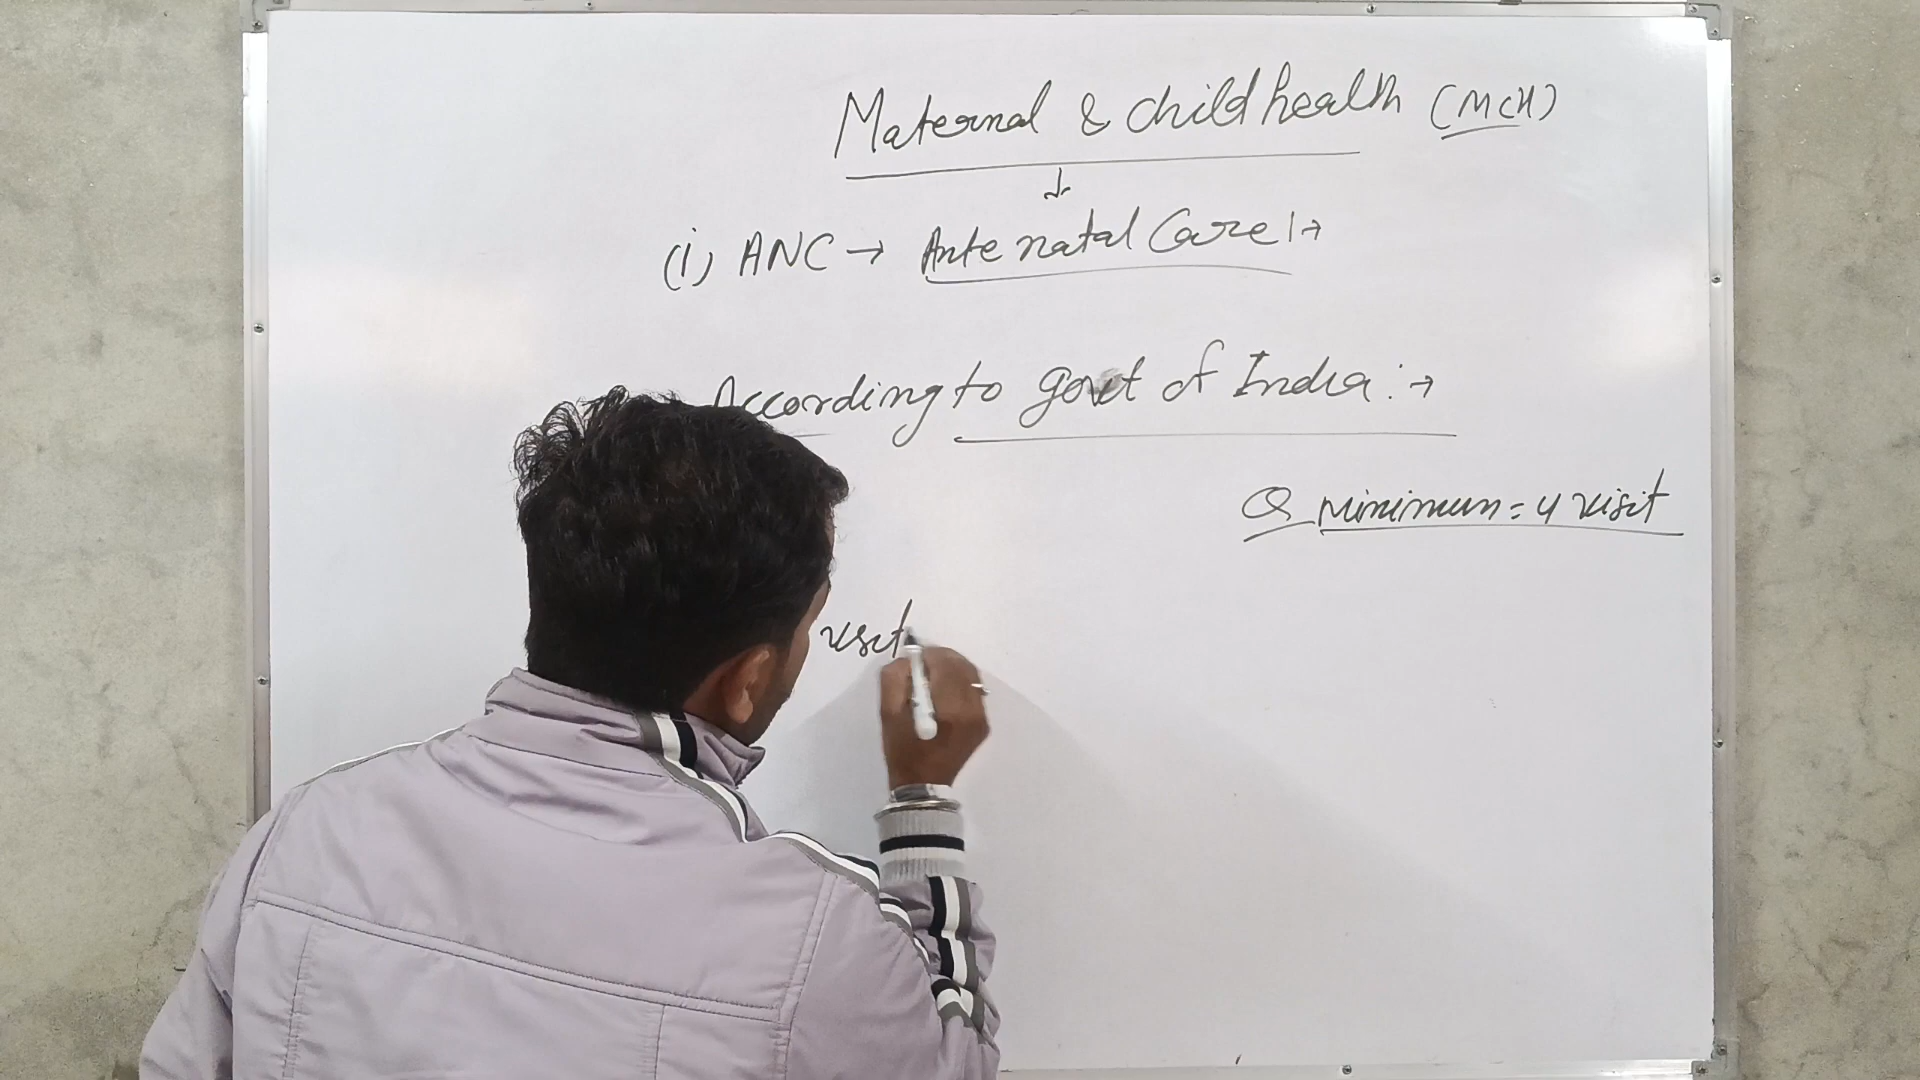 Maternal & child health (MCH)
(i) ANC → Ante natal Care :→
According to govt of India :→
Q Minimum = 4 visit
visit